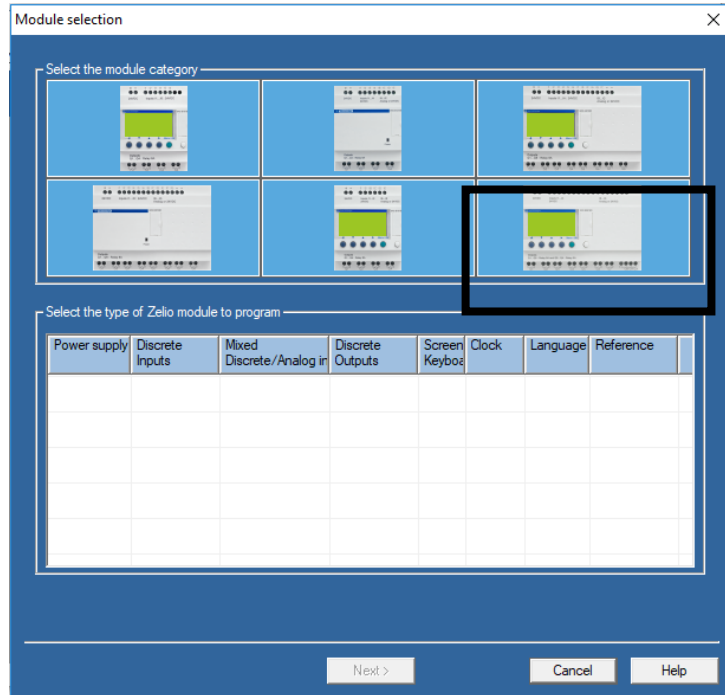 Module selection
Select the module category
Select the type of Zelio module to program
Power supply Discrete Mixed Discrete Screen Clock Language Reference
Inputs Discrete/Analog in Outputs Keyboa
Next >
Cancel
Help